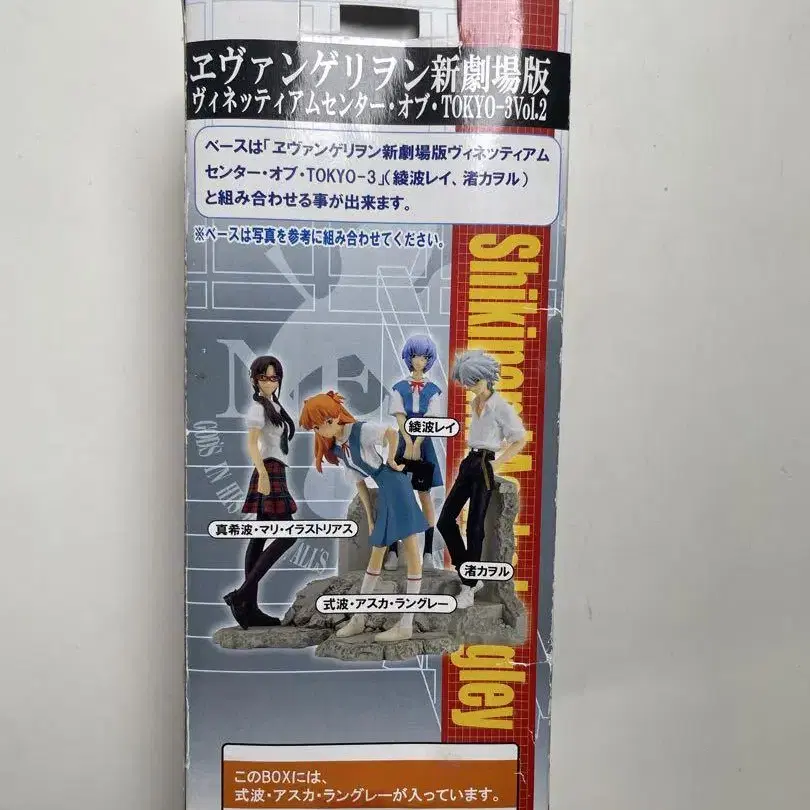 ヱヴァンゲリヲン新劇場版
ヴィネッティアムセンター・オブ・TOKYO-3Vol.2
ベースは「ヱヴァンゲリヲン新劇場版ヴィネッティアム
センター・オブ・TOKYO-3」(綾波レイ、渚カヲル)
と組み合わせる事が出来ます。
※ベースは写真を参考に組み合わせてください。
綾波レイ
真希波・マリ・イラストリアス
渚カヲル
式波・アスカ・ラングレー
GOD'S IN HIS
ALL'S
このBOXには、
式波・アスカ・ラングレーが入っています。